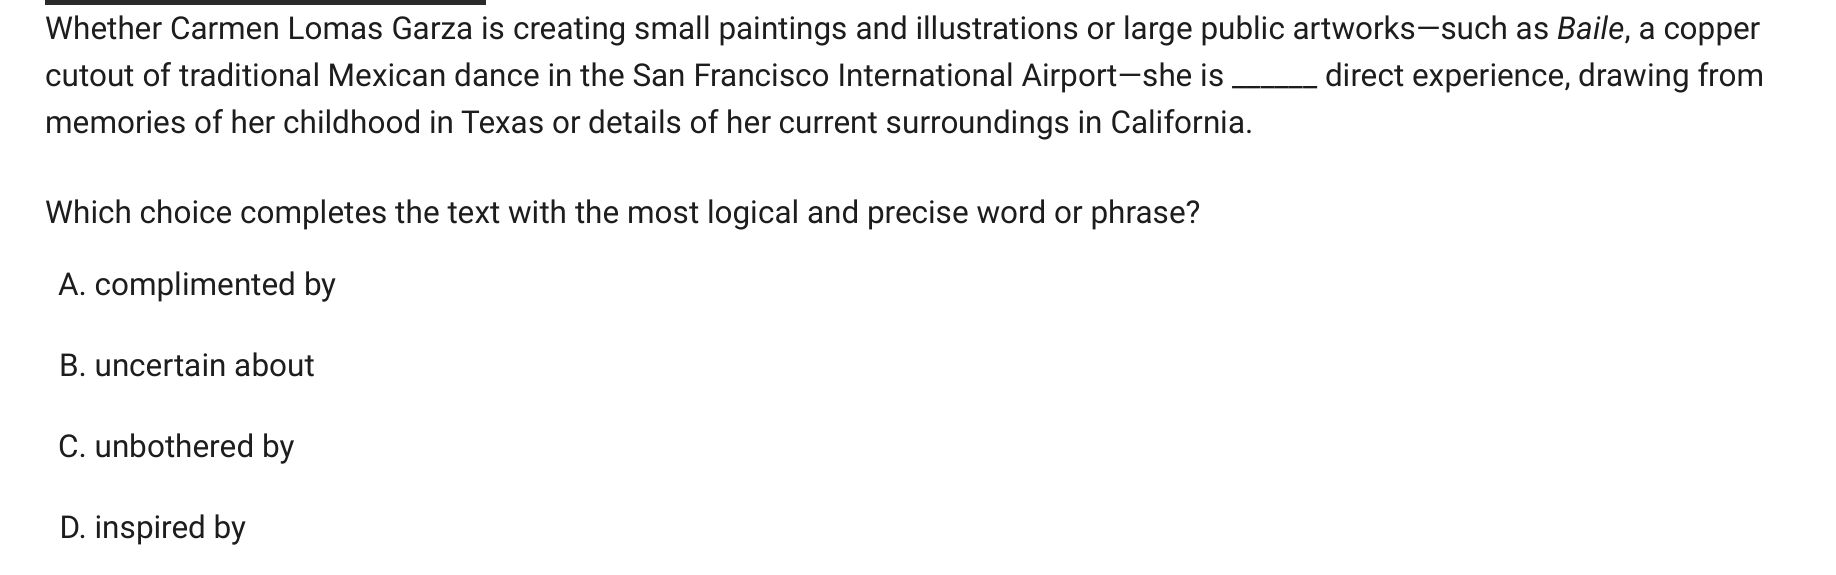 Whether Carmen Lomas Garza is creating small paintings and illustrations or large public artworks—such as Baile, a copper
cutout of traditional Mexican dance in the San Francisco International Airport—she is ______ direct experience, drawing from
memories of her childhood in Texas or details of her current surroundings in California.
Which choice completes the text with the most logical and precise word or phrase?
A. complimented by
B. uncertain about
C. unbothered by
D. inspired by